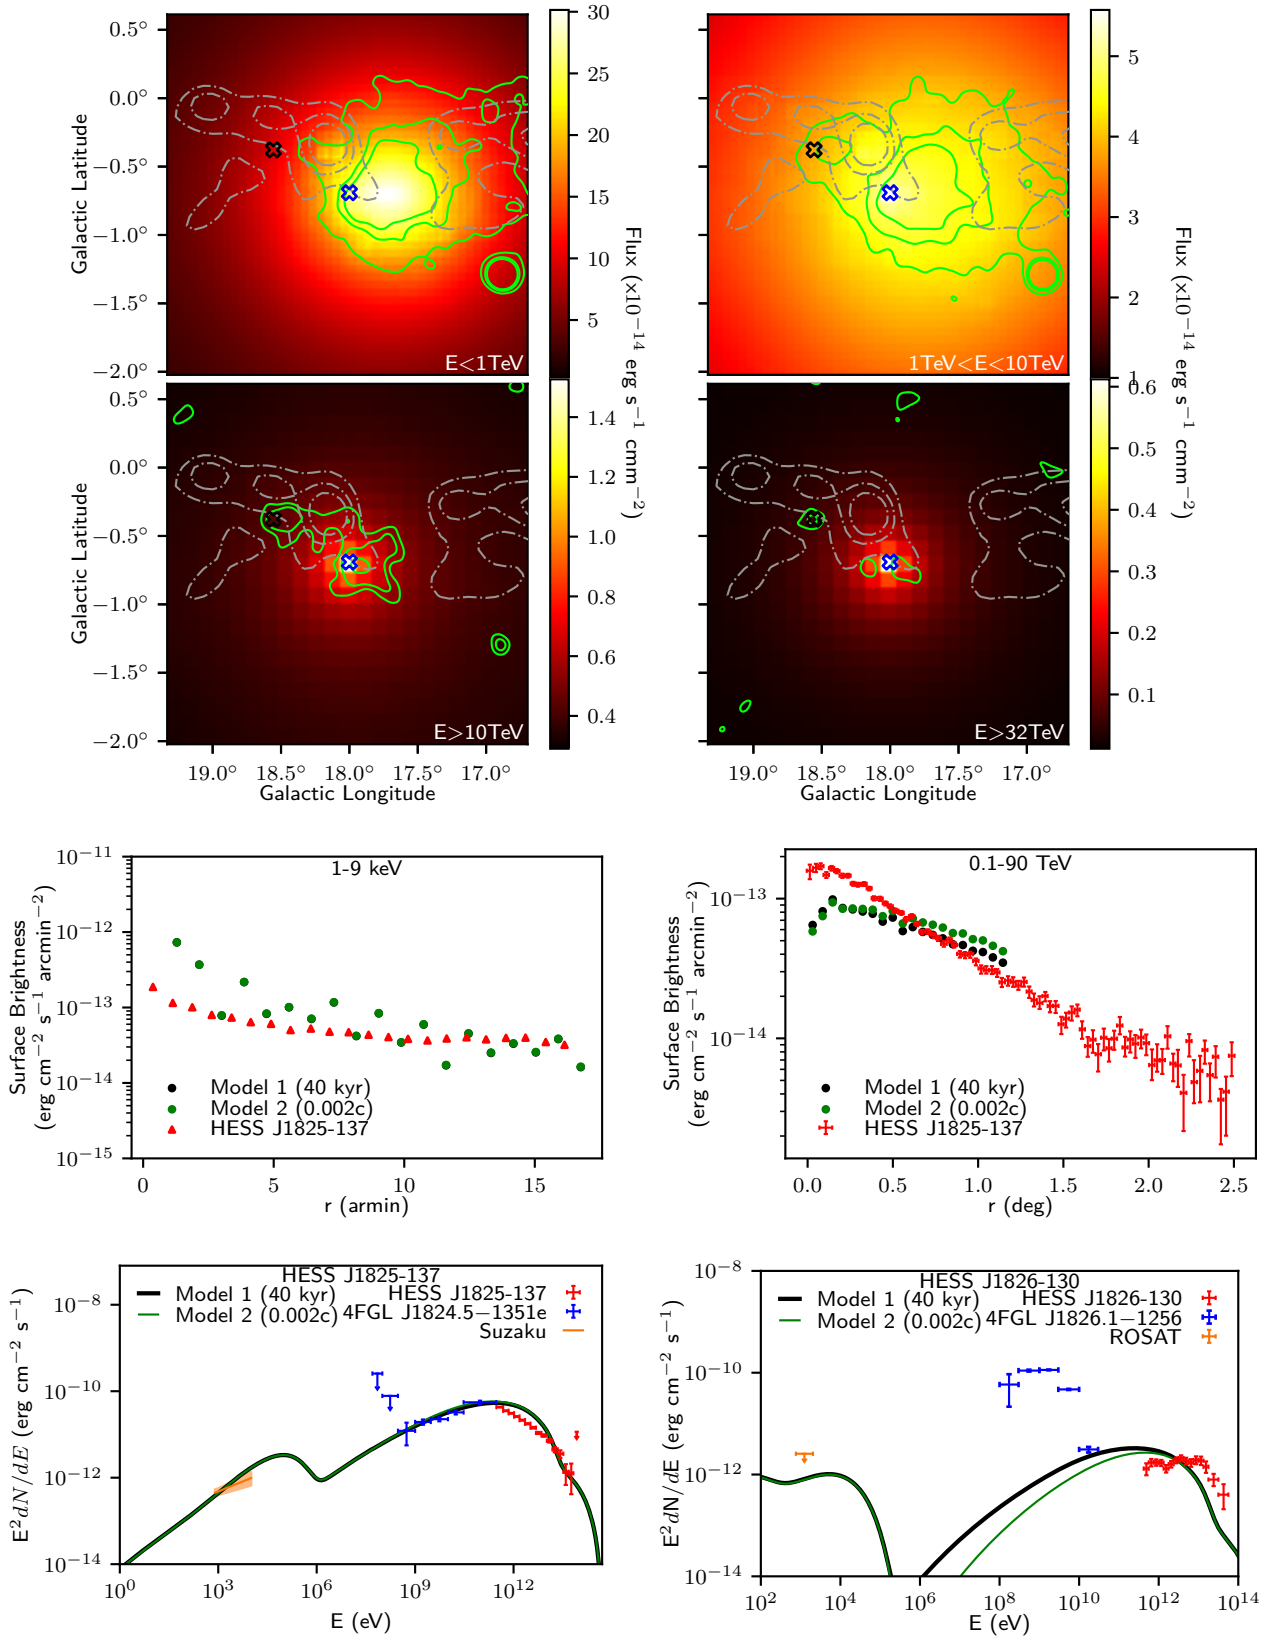 0.5°
0.0°
−0.5°
−1.0°
−1.5°
−2.0°
Galactic Latitude
E<1TeV
30
25
20
15
10
5
Flux (x10⁻¹⁴ erg s⁻¹ cmm⁻²)
1TeV<E<10TeV
5
4
3
2
1
Flux (x10⁻¹⁴ erg s⁻¹ cmm⁻²)
0.5°
0.0°
−0.5°
−1.0°
−1.5°
−2.0°
Galactic Latitude
E>10TeV
19.0° 18.5° 18.0° 17.5° 17.0°
Galactic Longitude
1.4
1.2
1.0
0.8
0.6
0.4
E>32TeV
19.0° 18.5° 18.0° 17.5° 17.0°
Galactic Longitude
0.6
0.5
0.4
0.3
0.2
0.1
1-9 keV
10⁻¹¹
10⁻¹²
10⁻¹³
10⁻¹⁴
10⁻¹⁵
Surface Brightness
(erg cm⁻² s⁻¹ arcmin⁻²)
Model 1 (40 kyr)
Model 2 (0.002c)
HESS J1825-137
0 5 10 15
r (armin)
0.1-90 TeV
10⁻¹³
10⁻¹⁴
Surface Brightness
(erg cm⁻² s⁻¹ arcmin⁻²)
Model 1 (40 kyr)
Model 2 (0.002c)
HESS J1825-137
0.0 0.5 1.0 1.5 2.0 2.5
r (deg)
HESS J1825-137
Model 1 (40 kyr)
Model 2 (0.002c)
HESS J1825-137
4FGL J1824.5−1351e
Suzaku
10⁻⁸
10⁻¹⁰
10⁻¹²
10⁻¹⁴
E²dN/dE (erg cm⁻² s⁻¹)
10⁰ 10³ 10⁶ 10⁹ 10¹²
E (eV)
HESS J1826-130
Model 1 (40 kyr)
Model 2 (0.002c)
HESS J1826-130
4FGL J1826.1−1256
ROSAT
10⁻⁸
10⁻¹⁰
10⁻¹²
10⁻¹⁴
E²dN/dE (erg cm⁻² s⁻¹)
10² 10⁴ 10⁶ 10⁸ 10¹⁰ 10¹² 10¹⁴
E (eV)